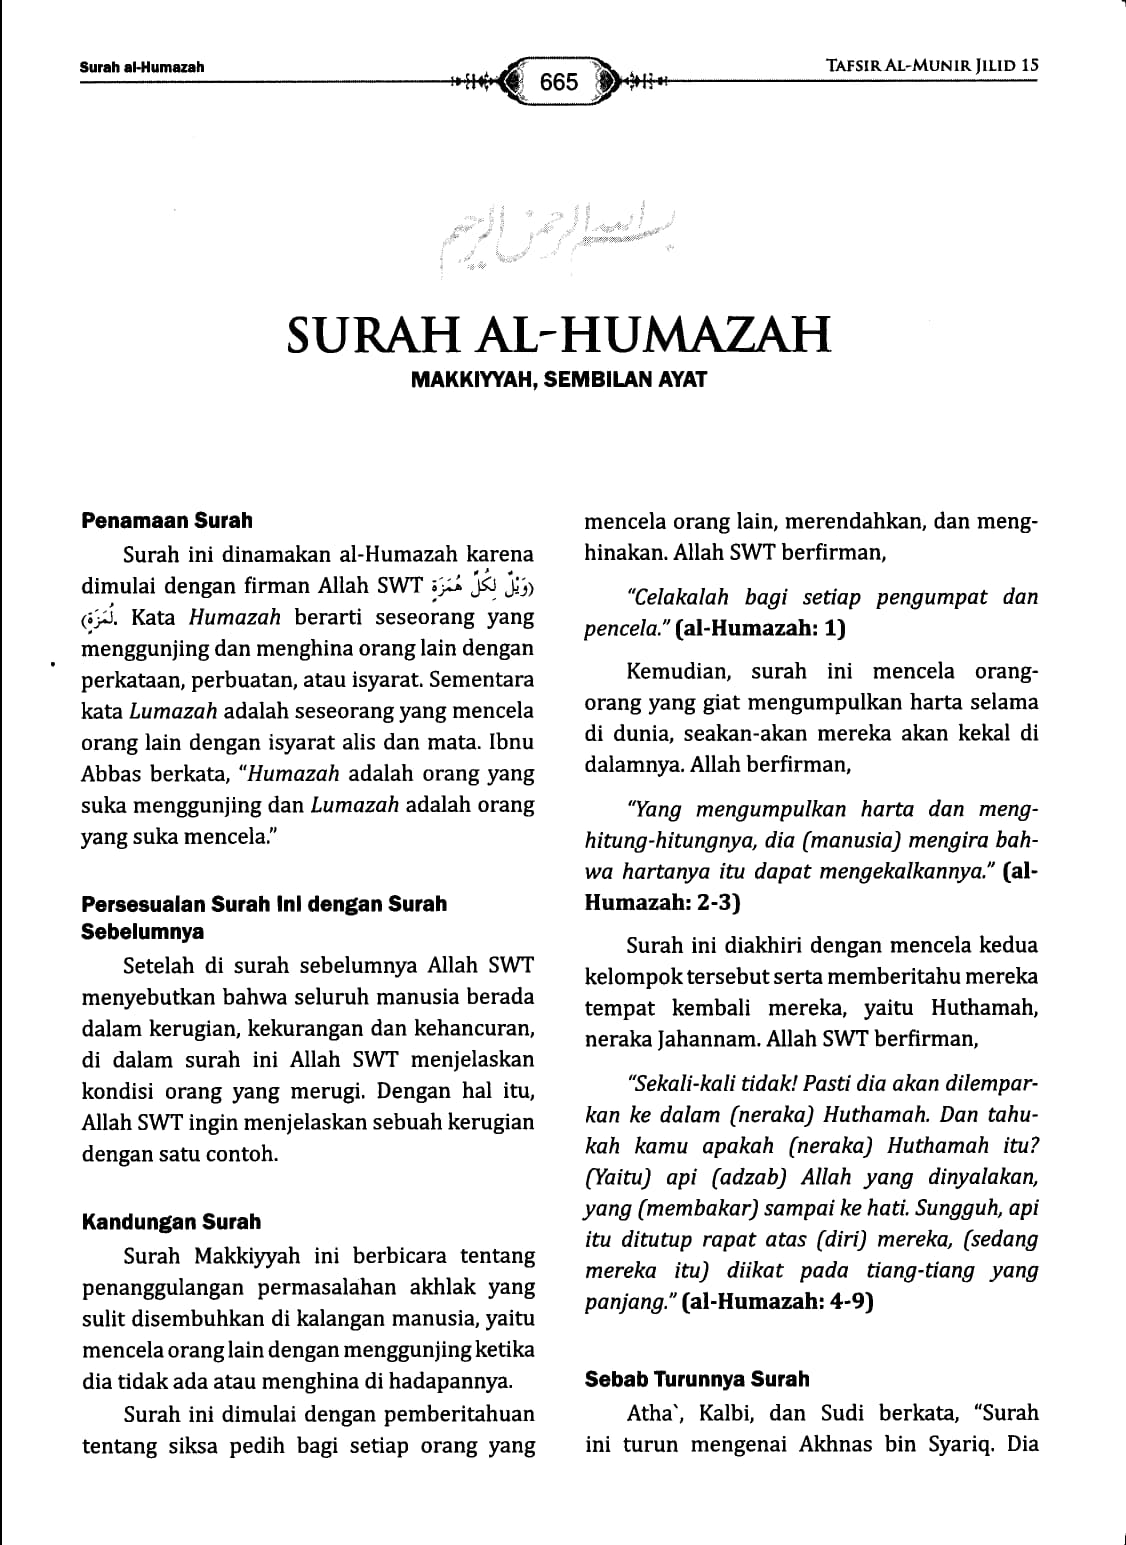 Surah al-Humazah
665
TAFSIR AL-MUNIR JILID 15
بسم الله الرحمن الرحيم
SURAH AL-HUMAZAH
MAKKIYYAH, SEMBILAN AYAT
Penamaan Surah
Surah ini dinamakan al-Humazah karena
dimulai dengan firman Allah SWT (وَيْلٌ لِكُلِّ هُمَزَةٍ
لُمَزَةٍ). Kata Humazah berarti seseorang yang
menggunjing dan menghina orang lain dengan
perkataan, perbuatan, atau isyarat. Sementara
kata Lumazah adalah seseorang yang mencela
orang lain dengan isyarat alis dan mata. Ibnu
Abbas berkata, “Humazah adalah orang yang
suka menggunjing dan Lumazah adalah orang
yang suka mencela.”
Persesuaian Surah Ini dengan Surah
Sebelumnya
Setelah di surah sebelumnya Allah SWT
menyebutkan bahwa seluruh manusia berada
dalam kerugian, kekurangan dan kehancuran,
di dalam surah ini Allah SWT menjelaskan
kondisi orang yang merugi. Dengan hal itu,
Allah SWT ingin menjelaskan sebuah kerugian
dengan satu contoh.
Kandungan Surah
Surah Makkiyyah ini berbicara tentang
penanggulangan permasalahan akhlak yang
sulit disembuhkan di kalangan manusia, yaitu
mencela orang lain dengan menggunjing ketika
dia tidak ada atau menghina di hadapannya.
Surah ini dimulai dengan pemberitahuan
tentang siksa pedih bagi setiap orang yang
mencela orang lain, merendahkan, dan meng-
hinakan. Allah SWT berfirman,
“Celakalah bagi setiap pengumpat dan
pencela.” (al-Humazah: 1)
Kemudian, surah ini mencela orang-
orang yang giat mengumpulkan harta selama
di dunia, seakan-akan mereka akan kekal di
dalamnya. Allah berfirman,
“Yang mengumpulkan harta dan meng-
hitung-hitungnya, dia (manusia) mengira bah-
wa hartanya itu dapat mengekalkannya.” (al-
Humazah: 2-3)
Surah ini diakhiri dengan mencela kedua
kelompok tersebut serta memberitahu mereka
tempat kembali mereka, yaitu Huthamah,
neraka Jahannam. Allah SWT berfirman,
“Sekali-kali tidak! Pasti dia akan dilempar-
kan ke dalam (neraka) Huthamah. Dan tahu-
kah kamu apakah (neraka) Huthamah itu?
(Yaitu) api (adzab) Allah yang dinyalakan,
yang (membakar) sampai ke hati. Sungguh, api
itu ditutup rapat atas (diri) mereka, (sedang
mereka itu) diikat pada tiang-tiang yang
panjang.” (al-Humazah: 4-9)
Sebab Turunnya Surah
Atha`, Kalbi, dan Sudi berkata, “Surah
ini turun mengenai Akhnas bin Syariq. Dia